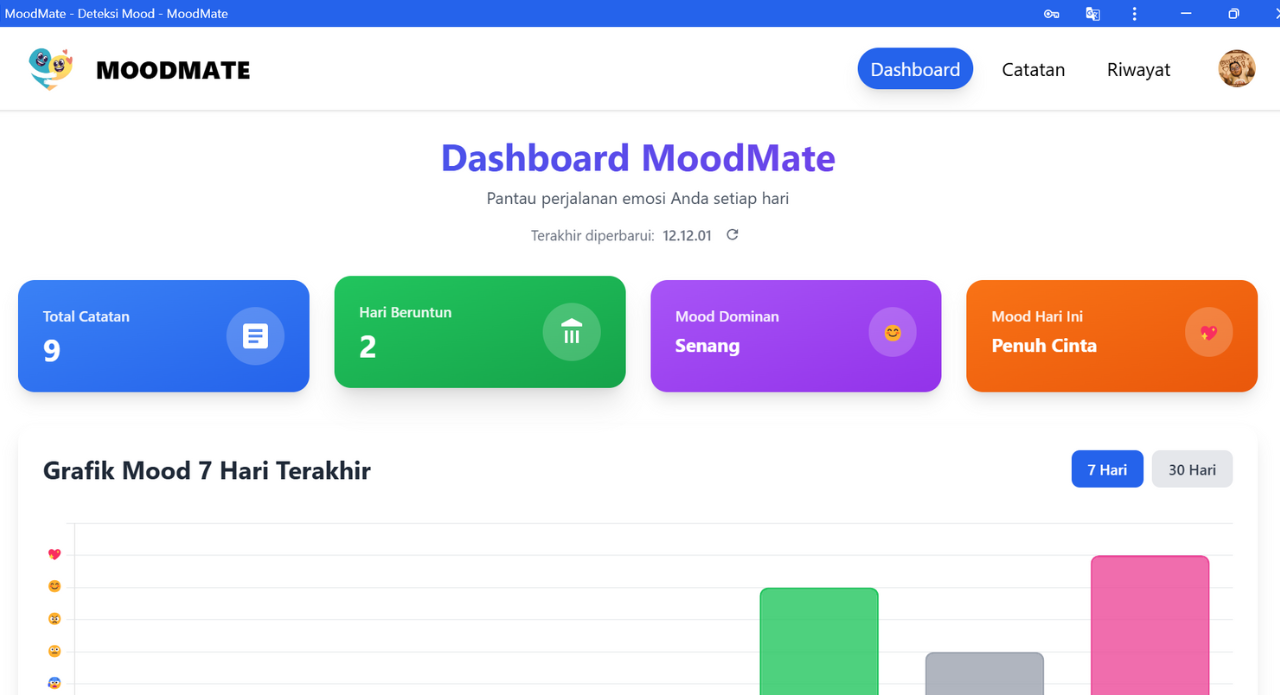 MoodMate - Deteksi Mood - MoodMate
MOODMATE
Dashboard
Catatan
Riwayat
Dashboard MoodMate
Pantau perjalanan emosi Anda setiap hari
Terakhir diperbarui: 12.12.01
Total Catatan
9
Hari Beruntun
2
Mood Dominan
Senang
Mood Hari Ini
Penuh Cinta
Grafik Mood 7 Hari Terakhir
7 Hari
30 Hari